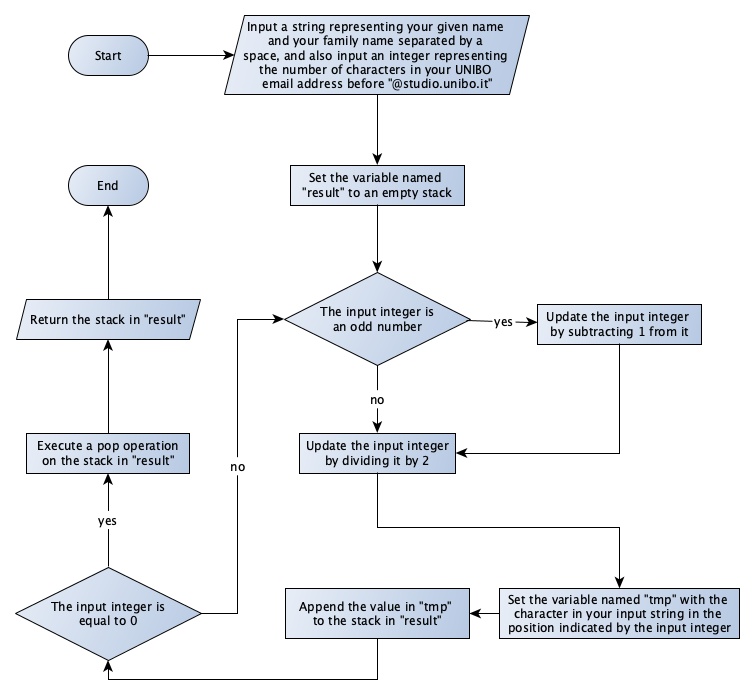 Start
Input a string representing your given name
and your family name separated by a
space, and also input an integer representing
the number of characters in your UNIBO
email address before "@studio.unibo.it"
Set the variable named
"result" to an empty stack
The input integer is
an odd number
yes
Update the input integer
by subtracting 1 from it
no
Update the input integer
by dividing it by 2
Set the variable named "tmp" with the
character in your input string in the
position indicated by the input integer
Append the value in "tmp"
to the stack in "result"
The input integer is
equal to 0
no
yes
Execute a pop operation
on the stack in "result"
Return the stack in "result"
End